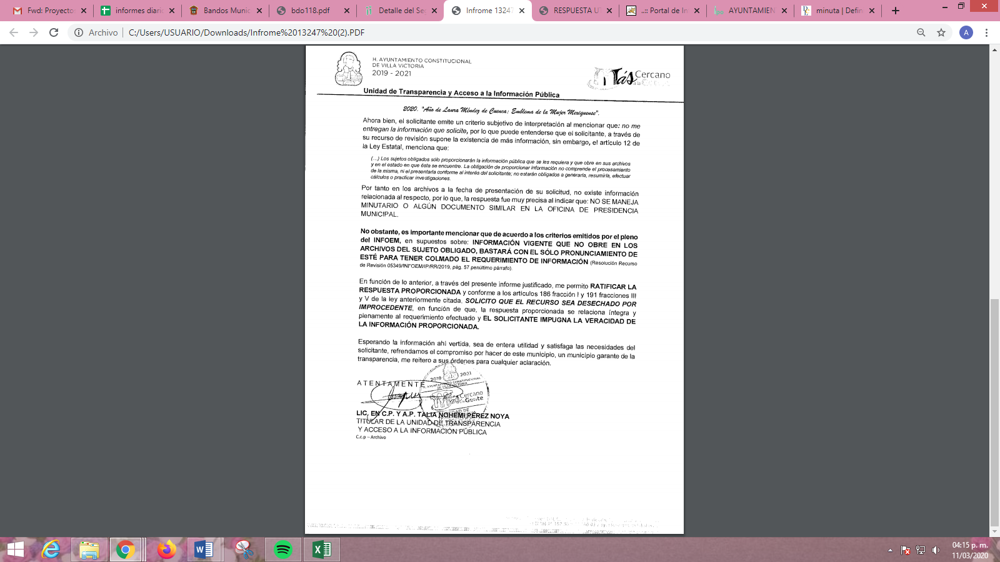 Fwd: Proyectos
informes diario
Bandos Munic
bdo118.pdf
Detalle del Seg
Infrome 13247
RESPUESTA UT
..:: Portal de In
AYUNTAMIEN
minuta | Defin
Archivo
C:/Users/USUARIO/Downloads/Infrome%2013247%20(2).PDF
A
H. AYUNTAMIENTO CONSTITUCIONAL
DE VILLA VICTORIA
2019 - 2021
más Cercano
Unidad de Transparencia y Acceso a la Información Pública
2020. "Año de Laura Méndez de Cuenca; Emblema de la Mujer Mexiquense".
Ahora bien, el solicitante emite un criterio subjetivo de interpretación al mencionar que: no me
entregan la información que solicite, por lo que puede entenderse que el solicitante, a través de
su recurso de revisión supone la existencia de más información, sin embargo, el artículo 12 de
la Ley Estatal, menciona que:
(...) Los sujetos obligados sólo proporcionarán la información pública que se les requiera y que obre en sus archivos
y en el estado en que ésta se encuentre. La obligación de proporcionar información no comprende el procesamiento
de la misma, ni el presentarla conforme al interés del solicitante; no estarán obligados a generarla, resumirla, efectuar
cálculos o practicar investigaciones.
Por tanto en los archivos a la fecha de presentación de su solicitud, no existe información
relacionada al respecto, por lo que, la respuesta fue muy precisa al indicar que: NO SE MANEJA
MINUTARIO O ALGÚN DOCUMENTO SIMILAR EN LA OFICINA DE PRESIDENCIA
MUNICIPAL.
No obstante, es importante mencionar que de acuerdo a los criterios emitidos por el pleno
del INFOEM, en supuestos sobre: INFORMACIÓN VIGENTE QUE NO OBRE EN LOS
ARCHIVOS DEL SUJETO OBLIGADO, BASTARÁ CON EL SÓLO PRONUNCIAMIENTO DE
ESTÉ PARA TENER COLMADO EL REQUERIMIENTO DE INFORMACIÓN (Resolución Recurso
de Revisión 05349/INFOEM/IP/RR/2019, pág. 57 penúltimo párrafo).
En función de lo anterior, a través del presente informe justificado, me permito RATIFICAR LA
RESPUESTA PROPORCIONADA y conforme a los artículos 186 fracción I y 191 fracciones III
y V de la ley anteriormente citada. SOLICITO QUE EL RECURSO SEA DESECHADO POR
IMPROCEDENTE, en función de que, la respuesta proporcionada se relaciona íntegra y
plenamente al requerimiento efectuado y EL SOLICITANTE IMPUGNA LA VERACIDAD DE
LA INFORMACIÓN PROPORCIONADA.
Esperando la información ahí vertida, sea de entera utilidad y satisfaga las necesidades del
solicitante, refrendamos el compromiso por hacer de este municipio, un municipio garante de la
transparencia, me reitero a sus órdenes para cualquier aclaración.
2019 2021
H. AYUNTAMIENTO CONSTITUCIONAL
DE VILLA VICTORIA
Cercano
Gente
UNIDAD DE
ATENTAMENTE
LIC. EN C.P. Y A.P. TALIA NOHEMI PÉREZ NOYA
TITULAR DE LA UNIDAD DE TRANSPARENCIA
Y ACCESO A LA INFORMACIÓN PÚBLICA
C.c.p – Archivo
04:15 p. m.
11/03/2020